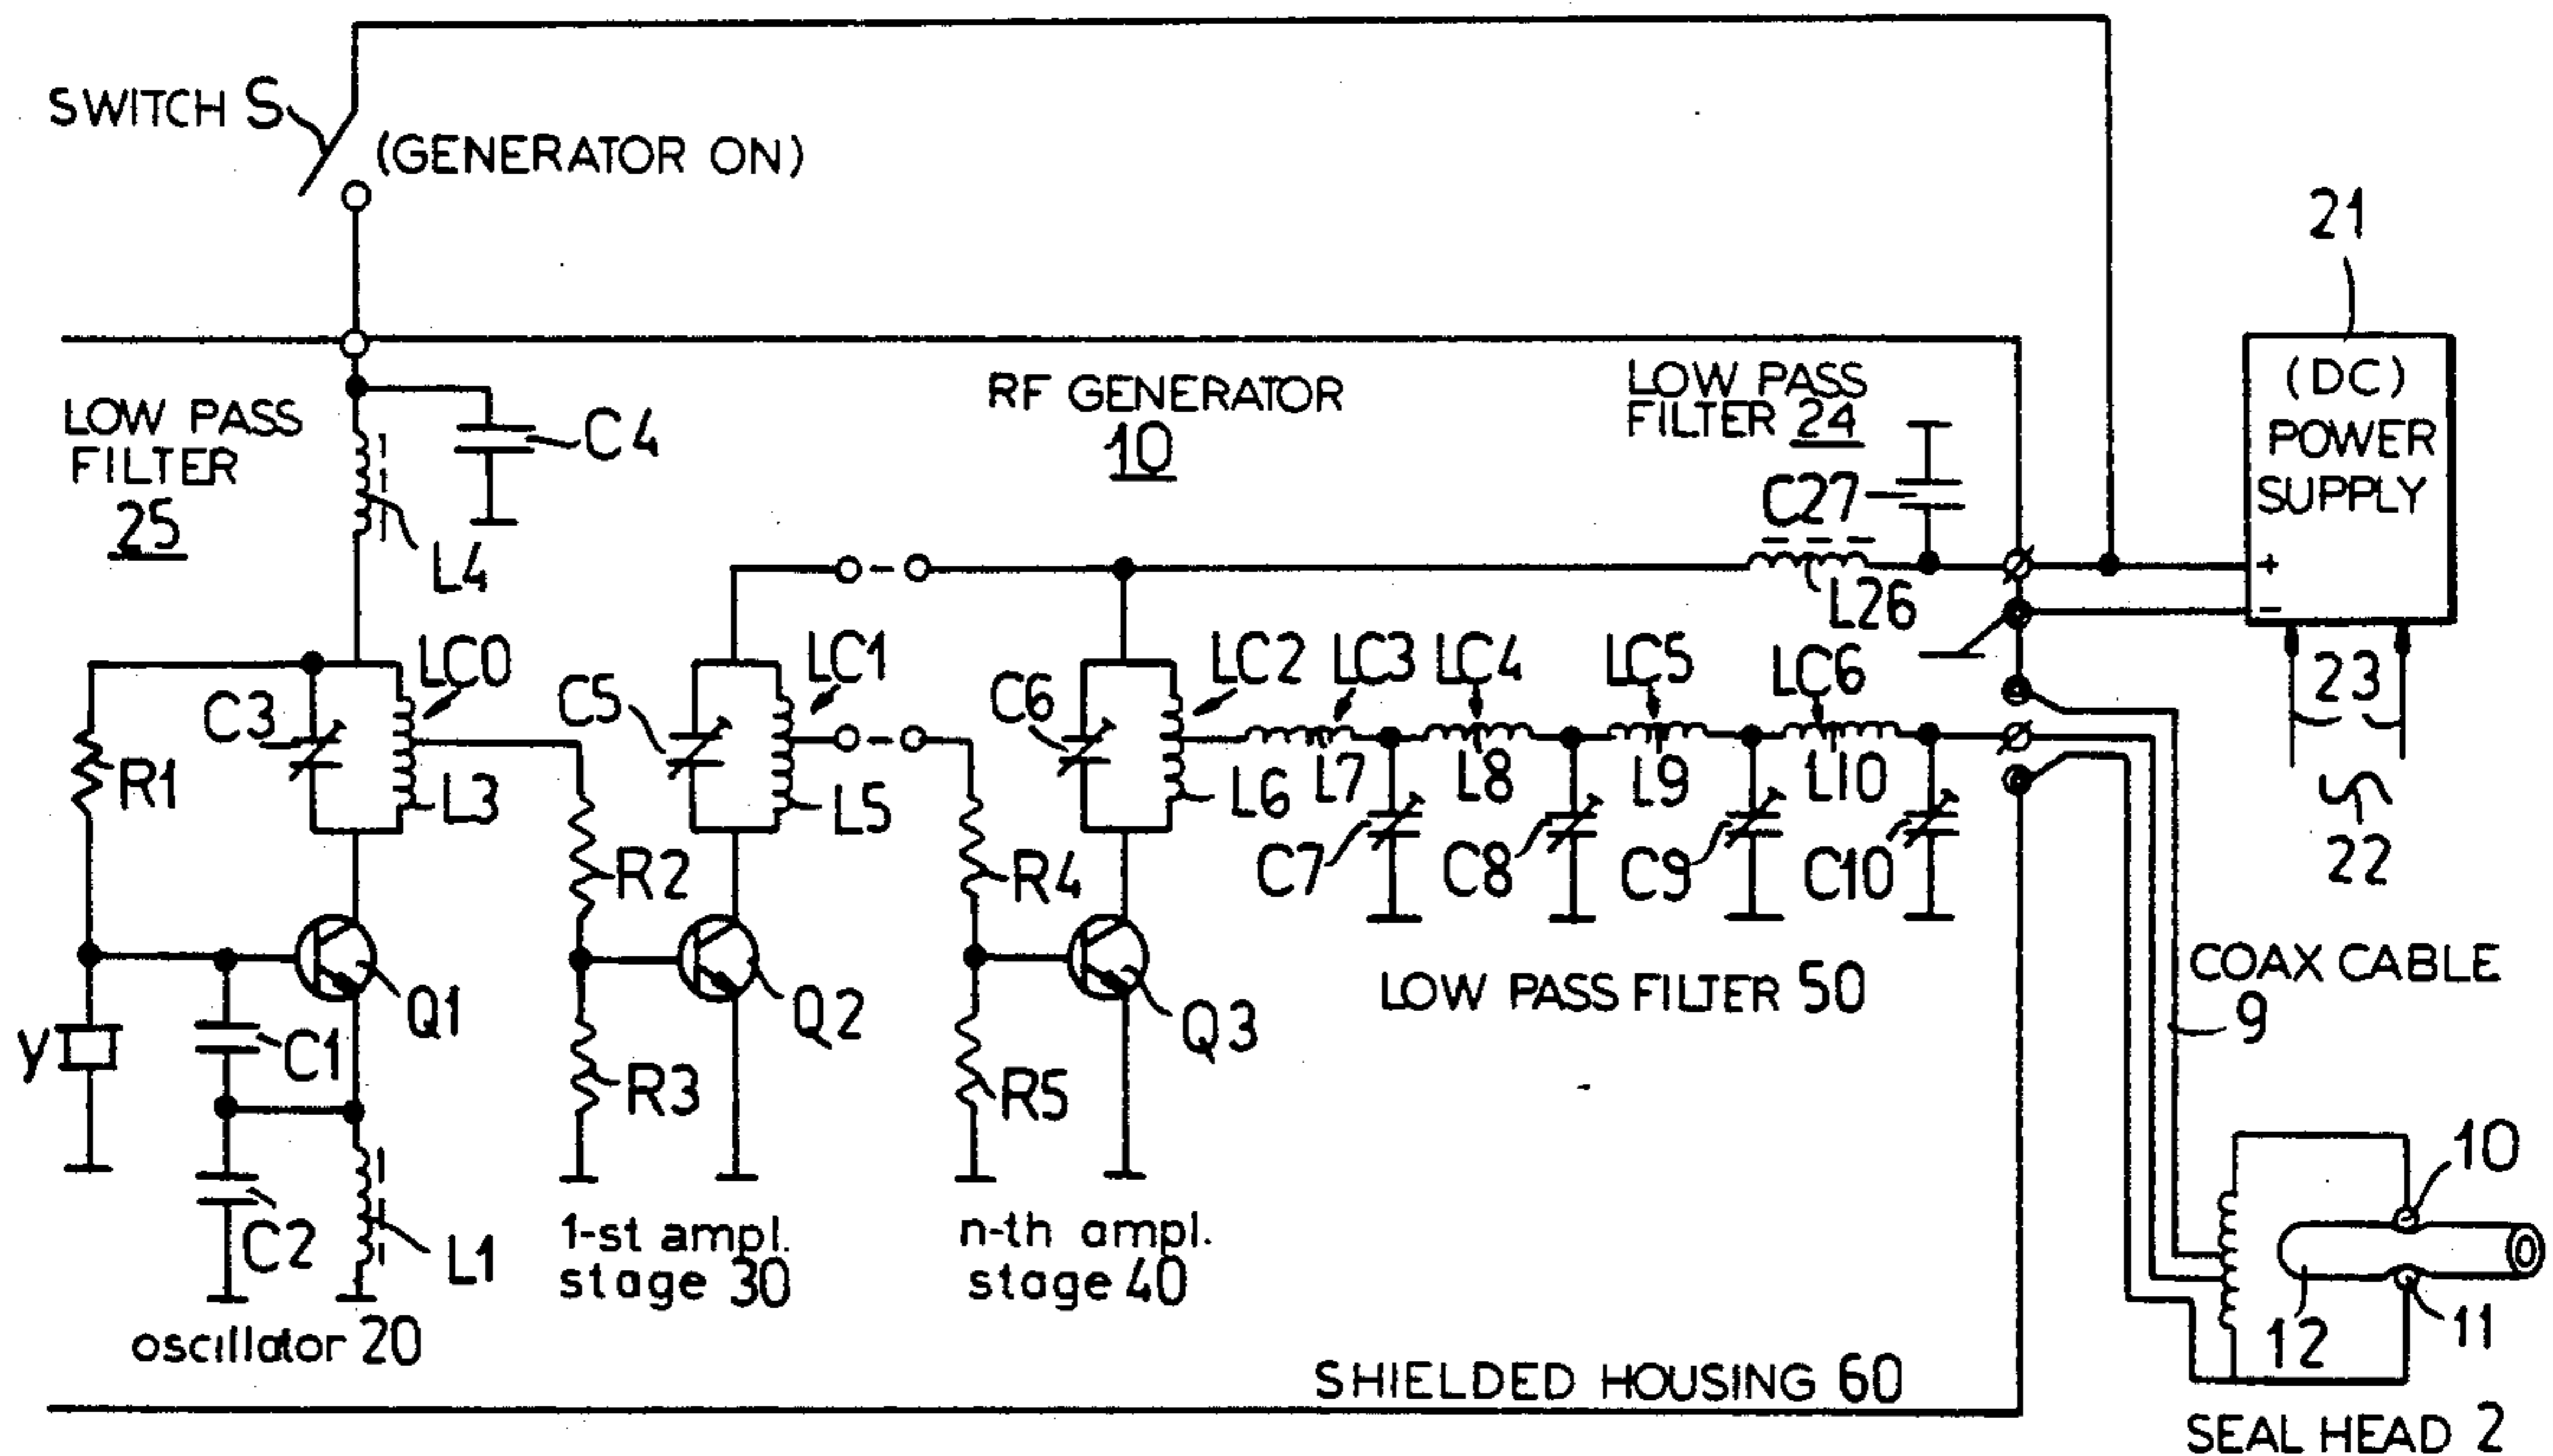 SWITCH S
(GENERATOR ON)
21
(DC)
POWER
SUPPLY
+
−
LOW PASS
FILTER
25
C4
L4
RF GENERATOR
10
LOW PASS
FILTER 24
C27
L26
23
22
R1
C3
LC0
L3
C5
LC1
L5
C6
LC2
L6
LC3
LC4
LC5
LC6
L7
L8
L9
L10
C7
C8
C9
C10
R2
R4
Q1
Q2
Q3
LOW PASS FILTER 50
COAX CABLE
9
y
C1
R3
R5
C2
L1
1-st ampl.
stage 30
n-th ampl.
stage 40
oscillator 20
SHIELDED HOUSING 60
10
12
11
SEAL HEAD 2